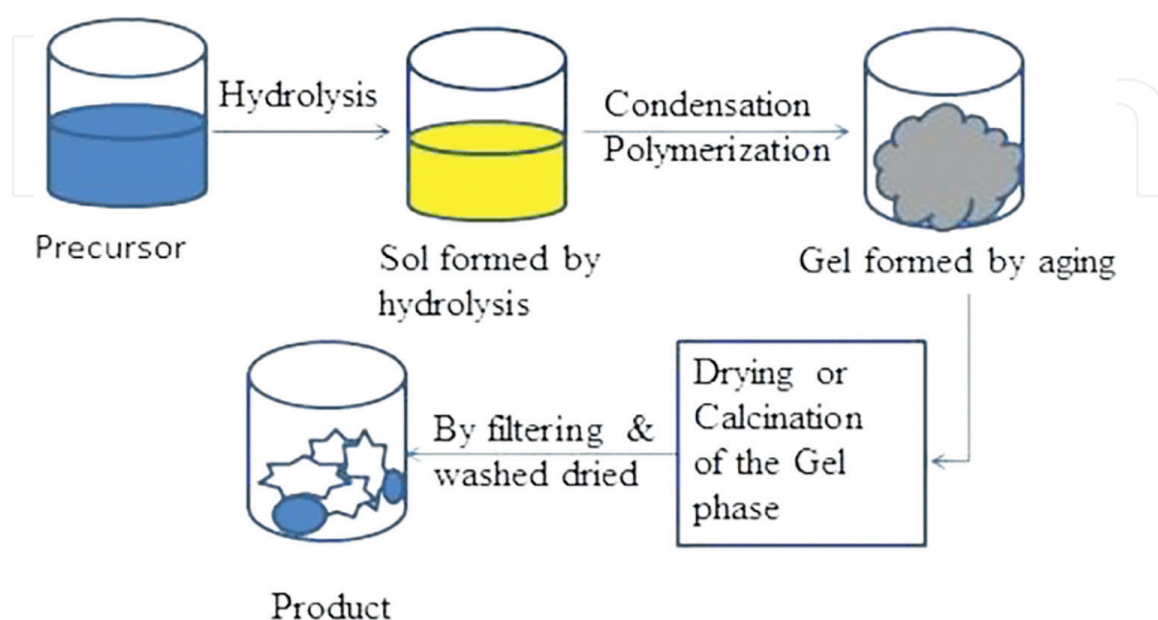 Hydrolysis
Condensation
Polymerization
Precursor
Sol formed by
hydrolysis
Gel formed by aging
Drying or
Calcination
of the Gel
phase
By filtering &
washed dried
Product